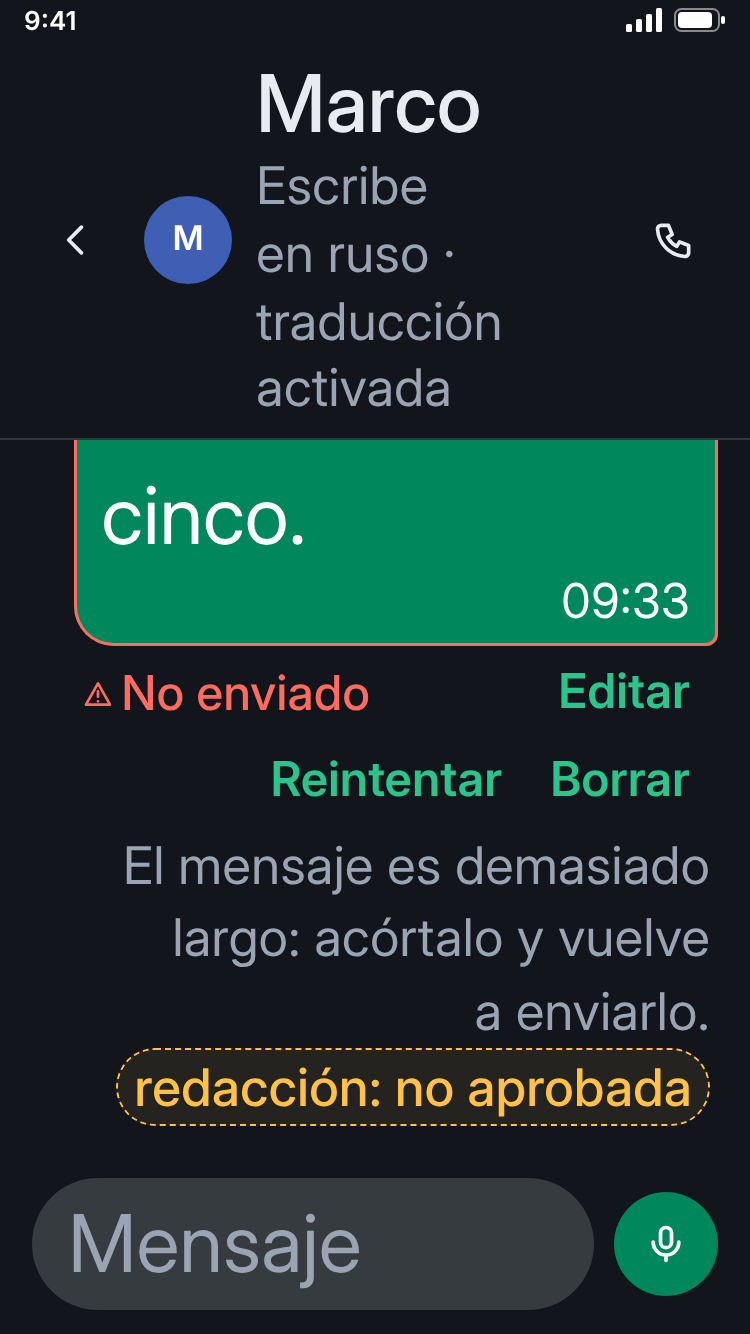 9:41
Marco
Escribe
en ruso ·
traducción
activada
M
cinco.
09:33
No enviado
Editar
Reintentar Borrar
El mensaje es demasiado
largo: acórtalo y vuelve
a enviarlo.
redacción: no aprobada
Mensaje